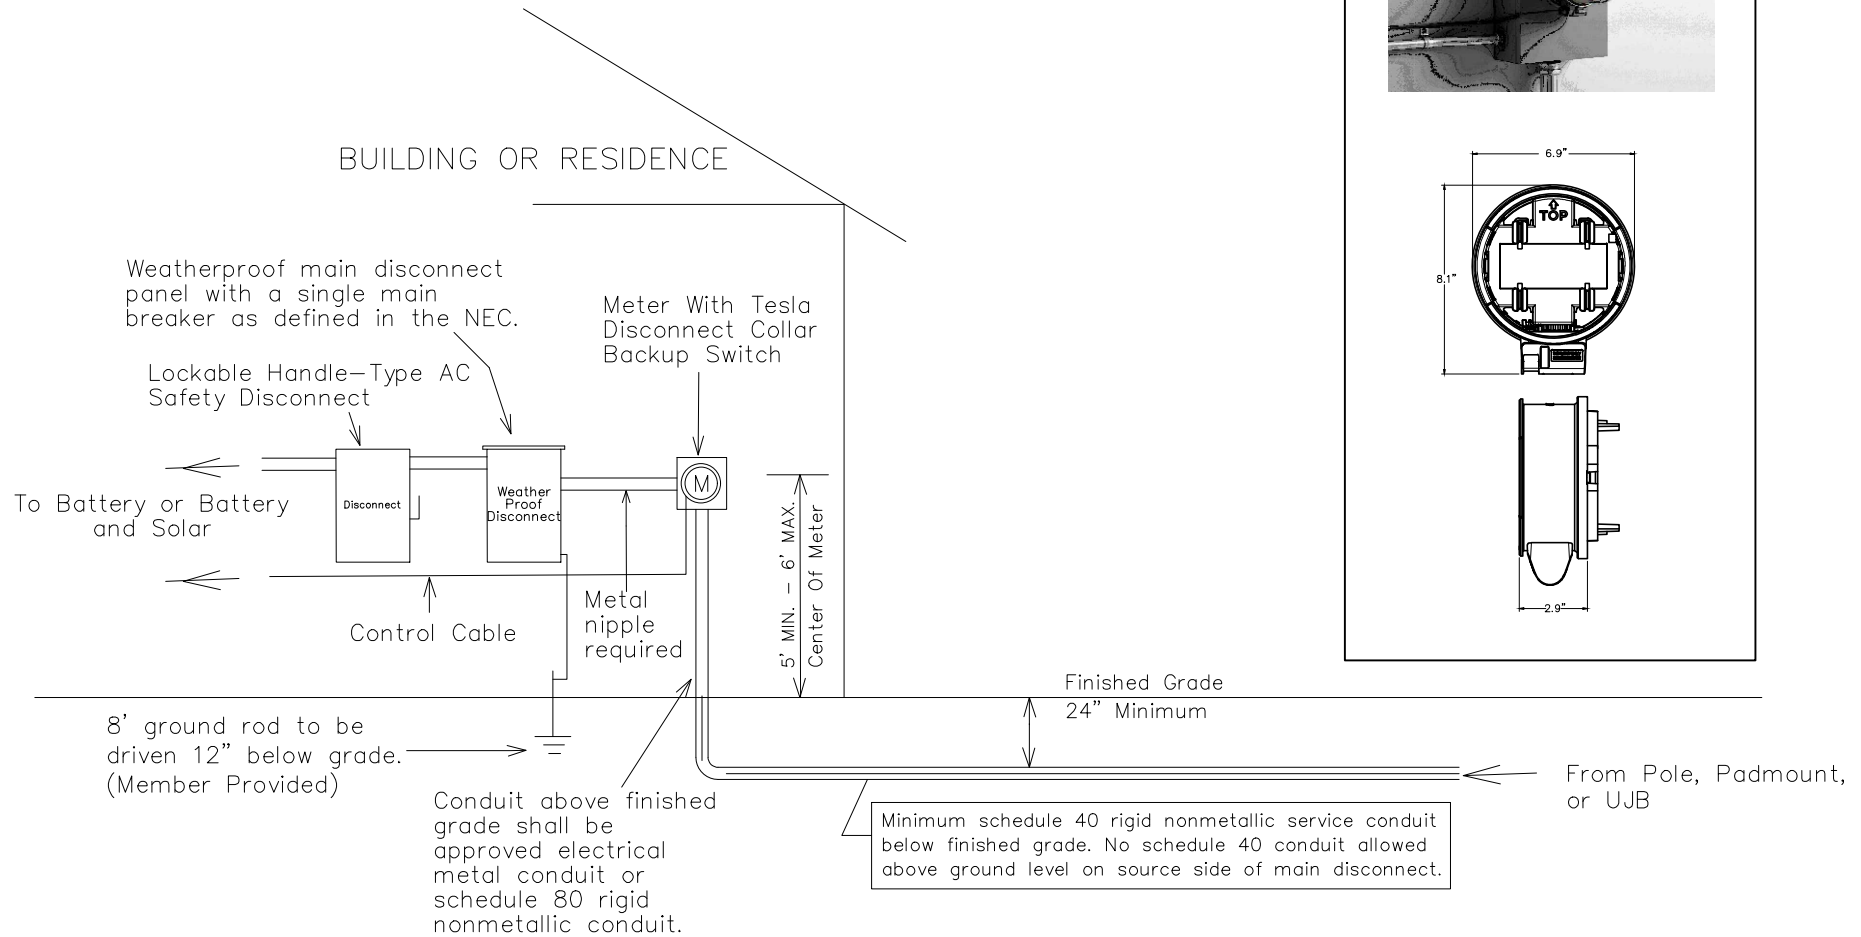 BUILDING OR RESIDENCE
Weatherproof main disconnect
panel with a single main
breaker as defined in the NEC.
Lockable Handle-Type AC
Safety Disconnect
Meter With Tesla
Disconnect Collar
Backup Switch
To Battery or Battery
and Solar
Disconnect
Weather
Proof
Disconnect
M
Control Cable
Metal
nipple
required
5' MIN. - 6' MAX.
Center Of Meter
Finished Grade
24" Minimum
8' ground rod to be
driven 12" below grade.
(Member Provided)
Conduit above finished
grade shall be
approved electrical
metal conduit or
schedule 80 rigid
nonmetallic conduit.
Minimum schedule 40 rigid nonmetallic service conduit
below finished grade. No schedule 40 conduit allowed
above ground level on source side of main disconnect.
From Pole, Padmount,
or UJB
6.9"
TOP
8.1"
2.9"